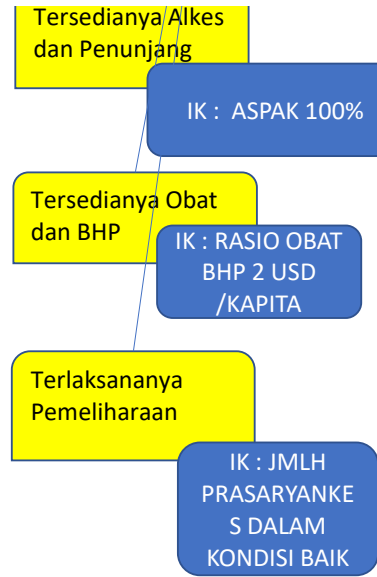 Tersedianya Alkes
dan Penunjang
IK :  ASPAK 100%
Tersedianya Obat
dan BHP
IK : RASIO OBAT
BHP 2 USD
/KAPITA
Terlaksananya
Pemeliharaan
IK : JMLH
PRASARYANKE
S DALAM
KONDISI BAIK